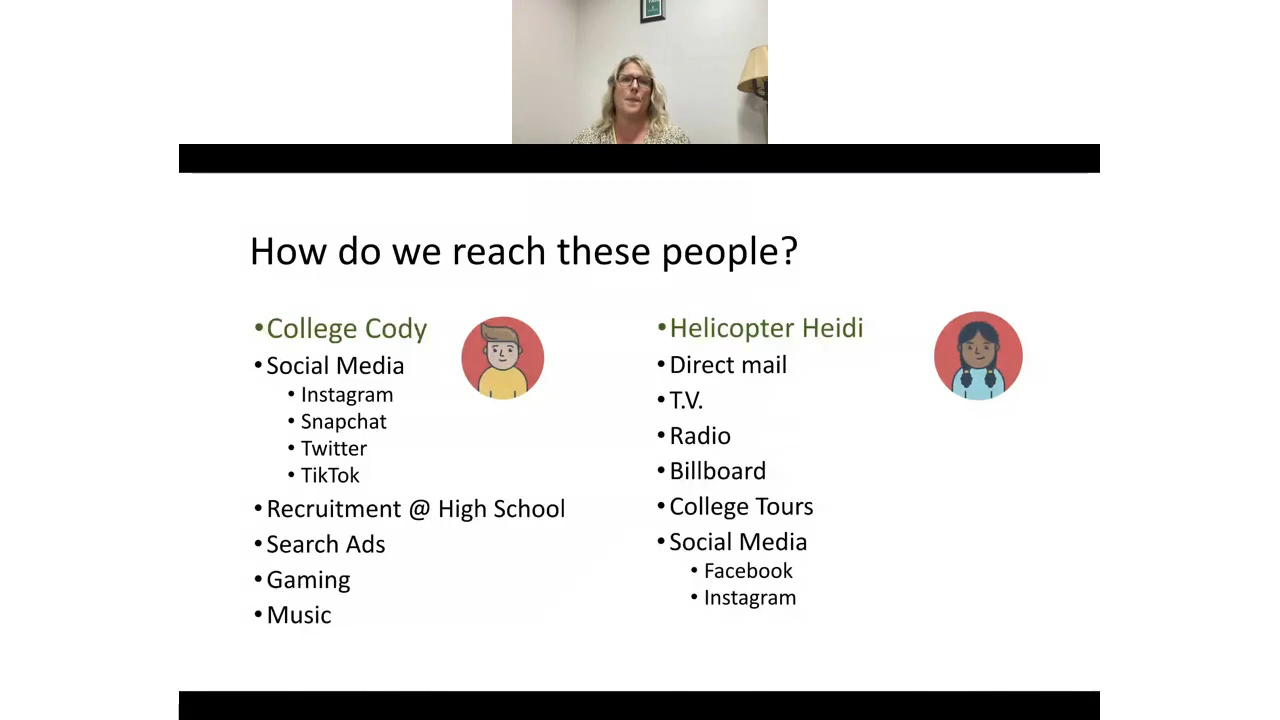 How do we reach these people?
•College Cody
•Social Media
•Instagram
•Snapchat
•Twitter
•TikTok
•Recruitment @ High School
•Search Ads
•Gaming
•Music
•Helicopter Heidi
•Direct mail
•T.V.
•Radio
•Billboard
•College Tours
•Social Media
•Facebook
•Instagram